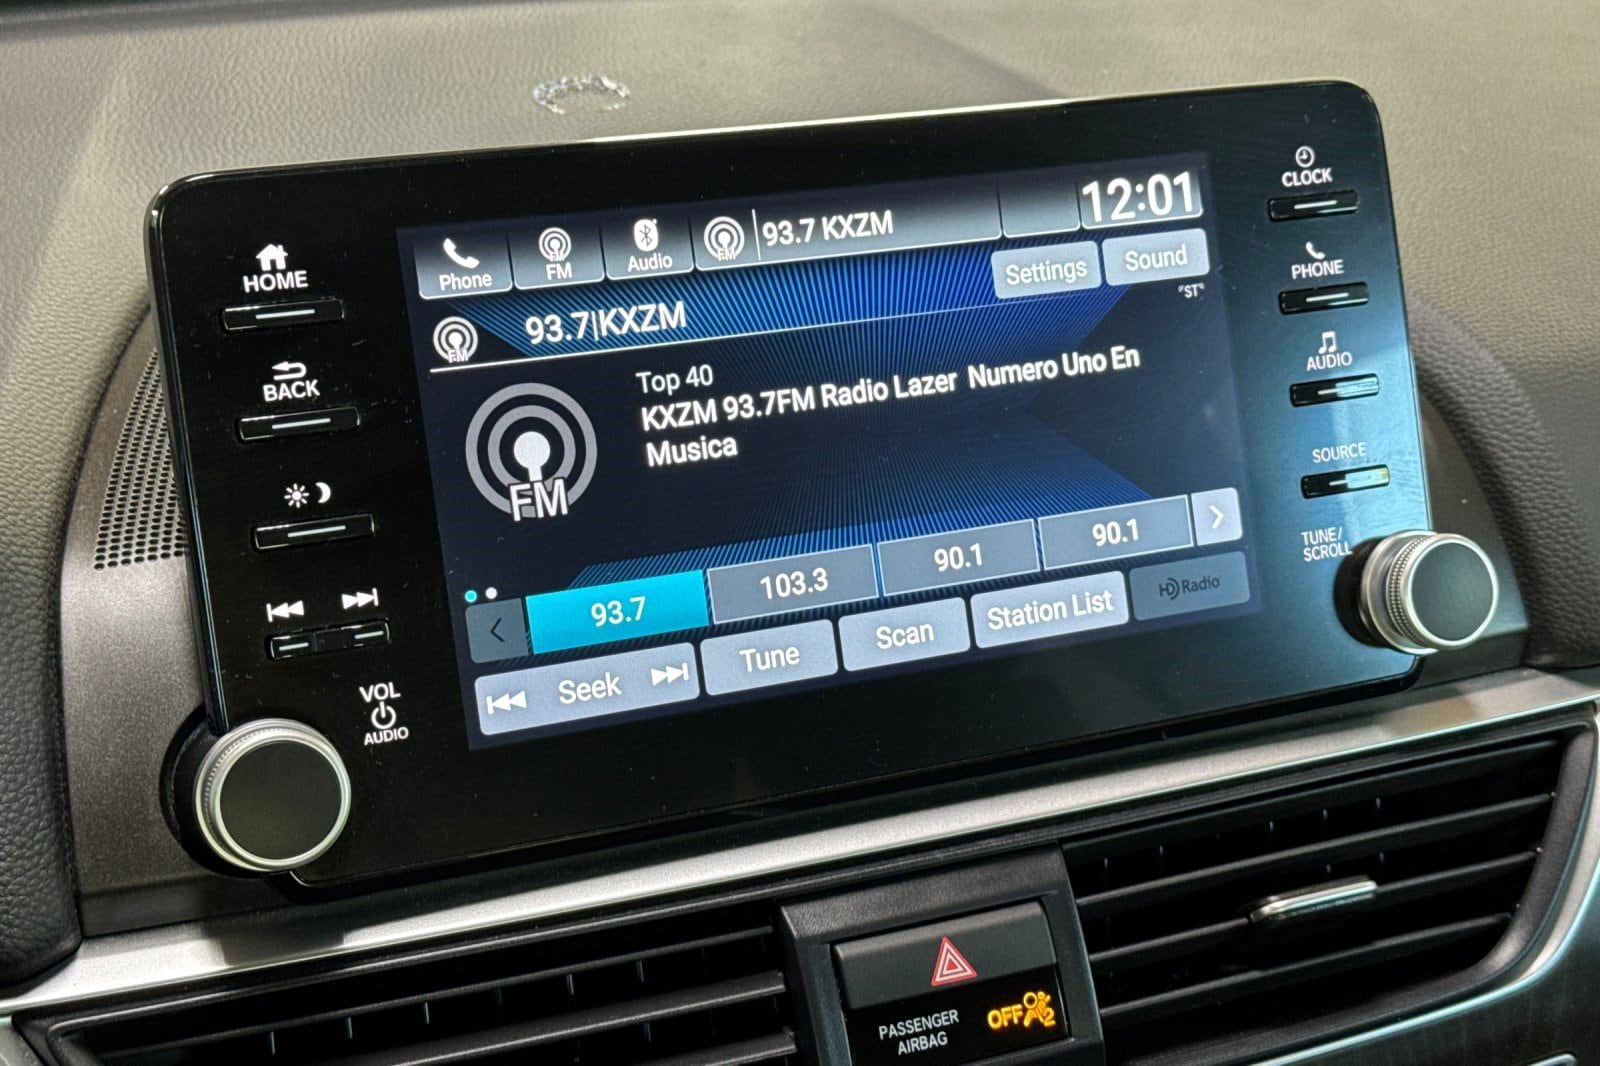 HOME
BACK
VOL
AUDIO
Phone
FM
Audio
FM
93.7 KXZM
12:01
Settings
Sound
"ST"
FM
93.7|KXZM
FM
Top 40
KXZM 93.7FM Radio Lazer Numero Uno En
Musica
93.7
103.3
90.1
90.1
Seek
Tune
Scan
Station List
HD Radio
CLOCK
PHONE
AUDIO
SOURCE
TUNE/
SCROLL
PASSENGER
AIRBAG
OFF
2